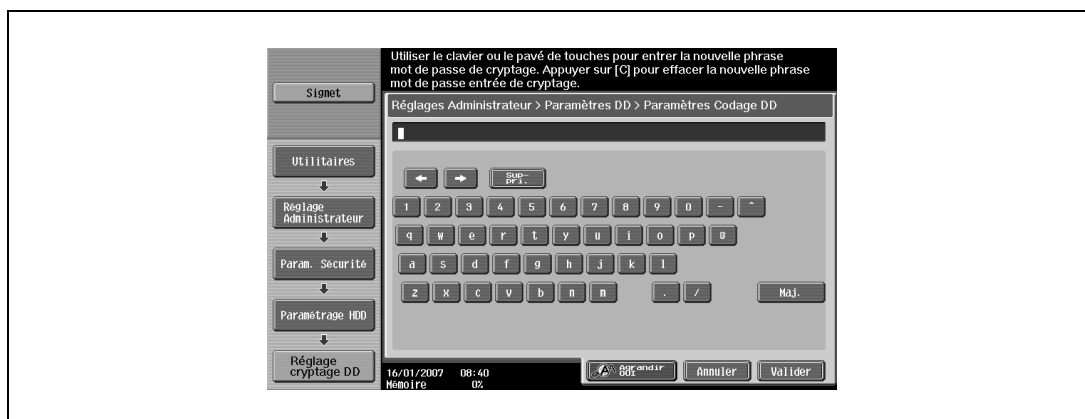 Utiliser le clavier ou le pavé de touches pour entrer la nouvelle phrase
mot de passe de cryptage. Appuyer sur [C] pour effacer la nouvelle phrase
mot de passe entrée de cryptage.
Signet
Réglages Administrateur > Paramètres DD > Paramètres Codage DD
Utilitaires
Réglage
Administrateur
Param. Sécurité
Paramétrage HDD
Réglage
cryptage DD
← → Sup-
pri.
1 2 3 4 5 6 7 8 9 0 - ^
q w e r t y u i o p @
a s d f g h j k l
z x c v b n m . / Maj.
16/01/2007 08:40
Mémoire 0%
Agrandir
Annuler Valider